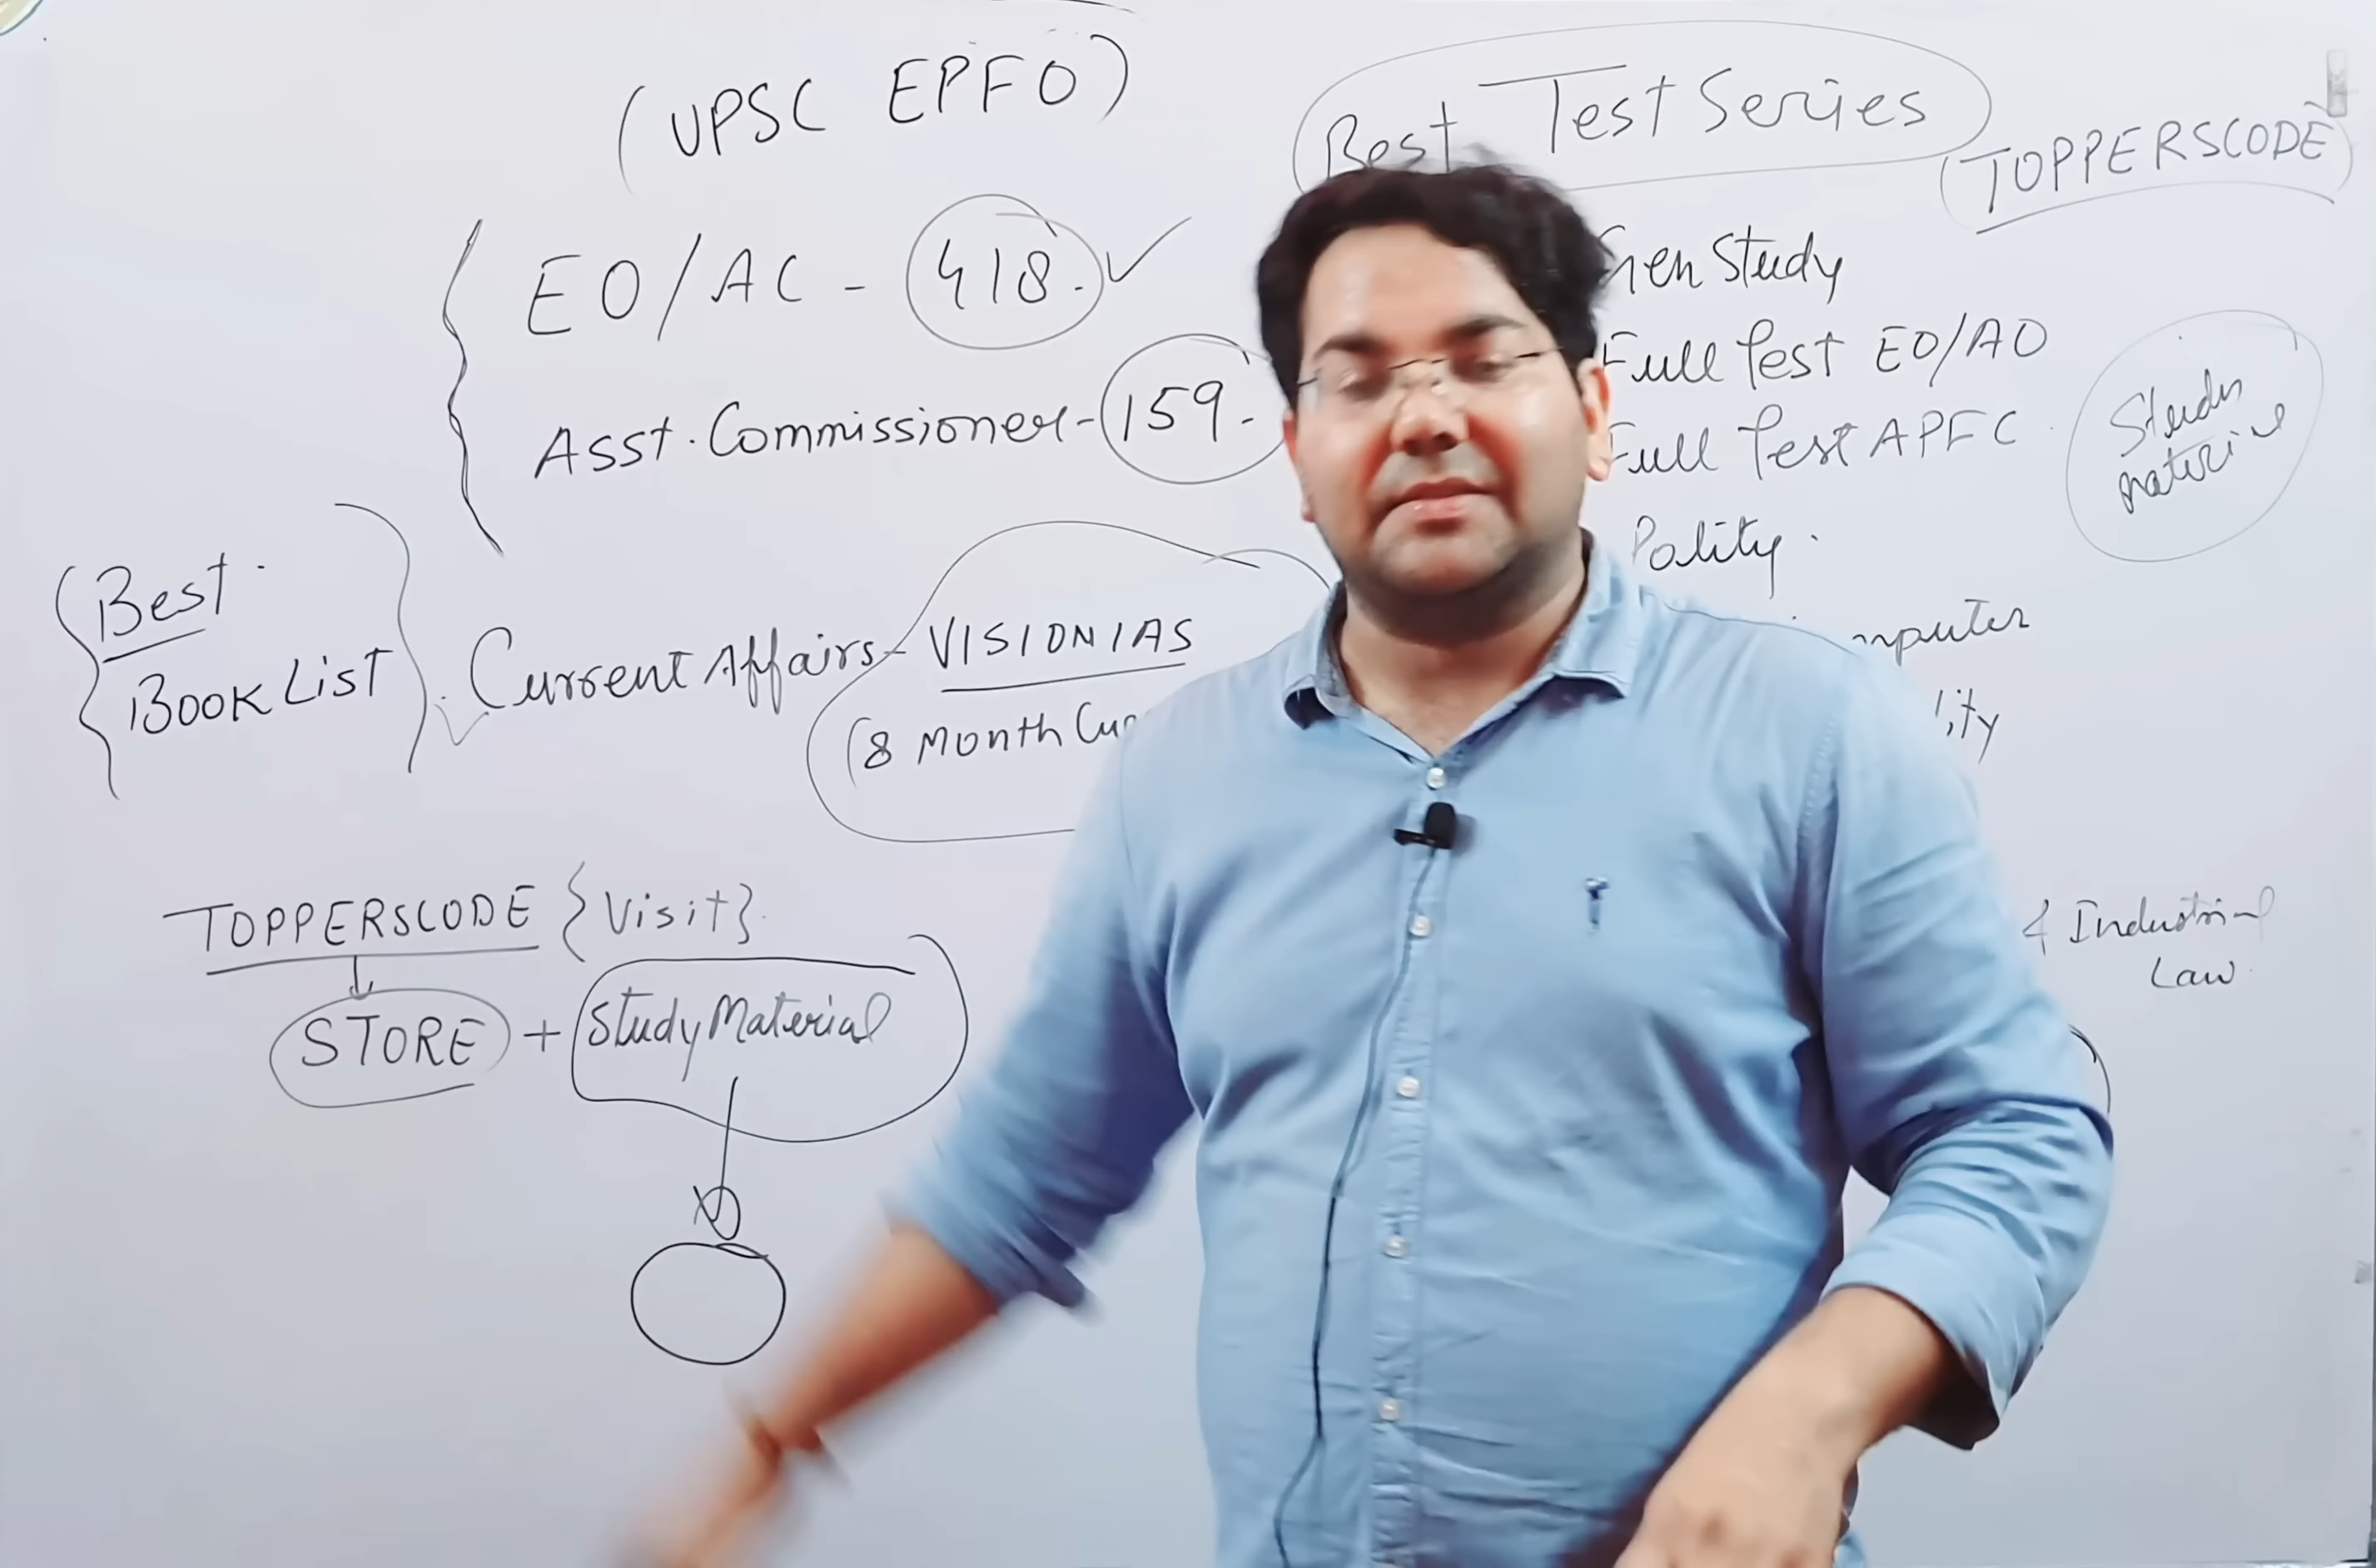 (UPSC EPFO)
EO/AC - 418.
Asst. Commissioner - 159.
{Best.
Book List}
Current Affairs - VISIONIAS
(8 Month
TOPPERSCODE {Visit}.
STORE + Study Material
Best Test Series
(TOPPERSCODE)
Study
Full Test EO/AO
Full Test APFC
Study
Polity.
& Industrial
Law.